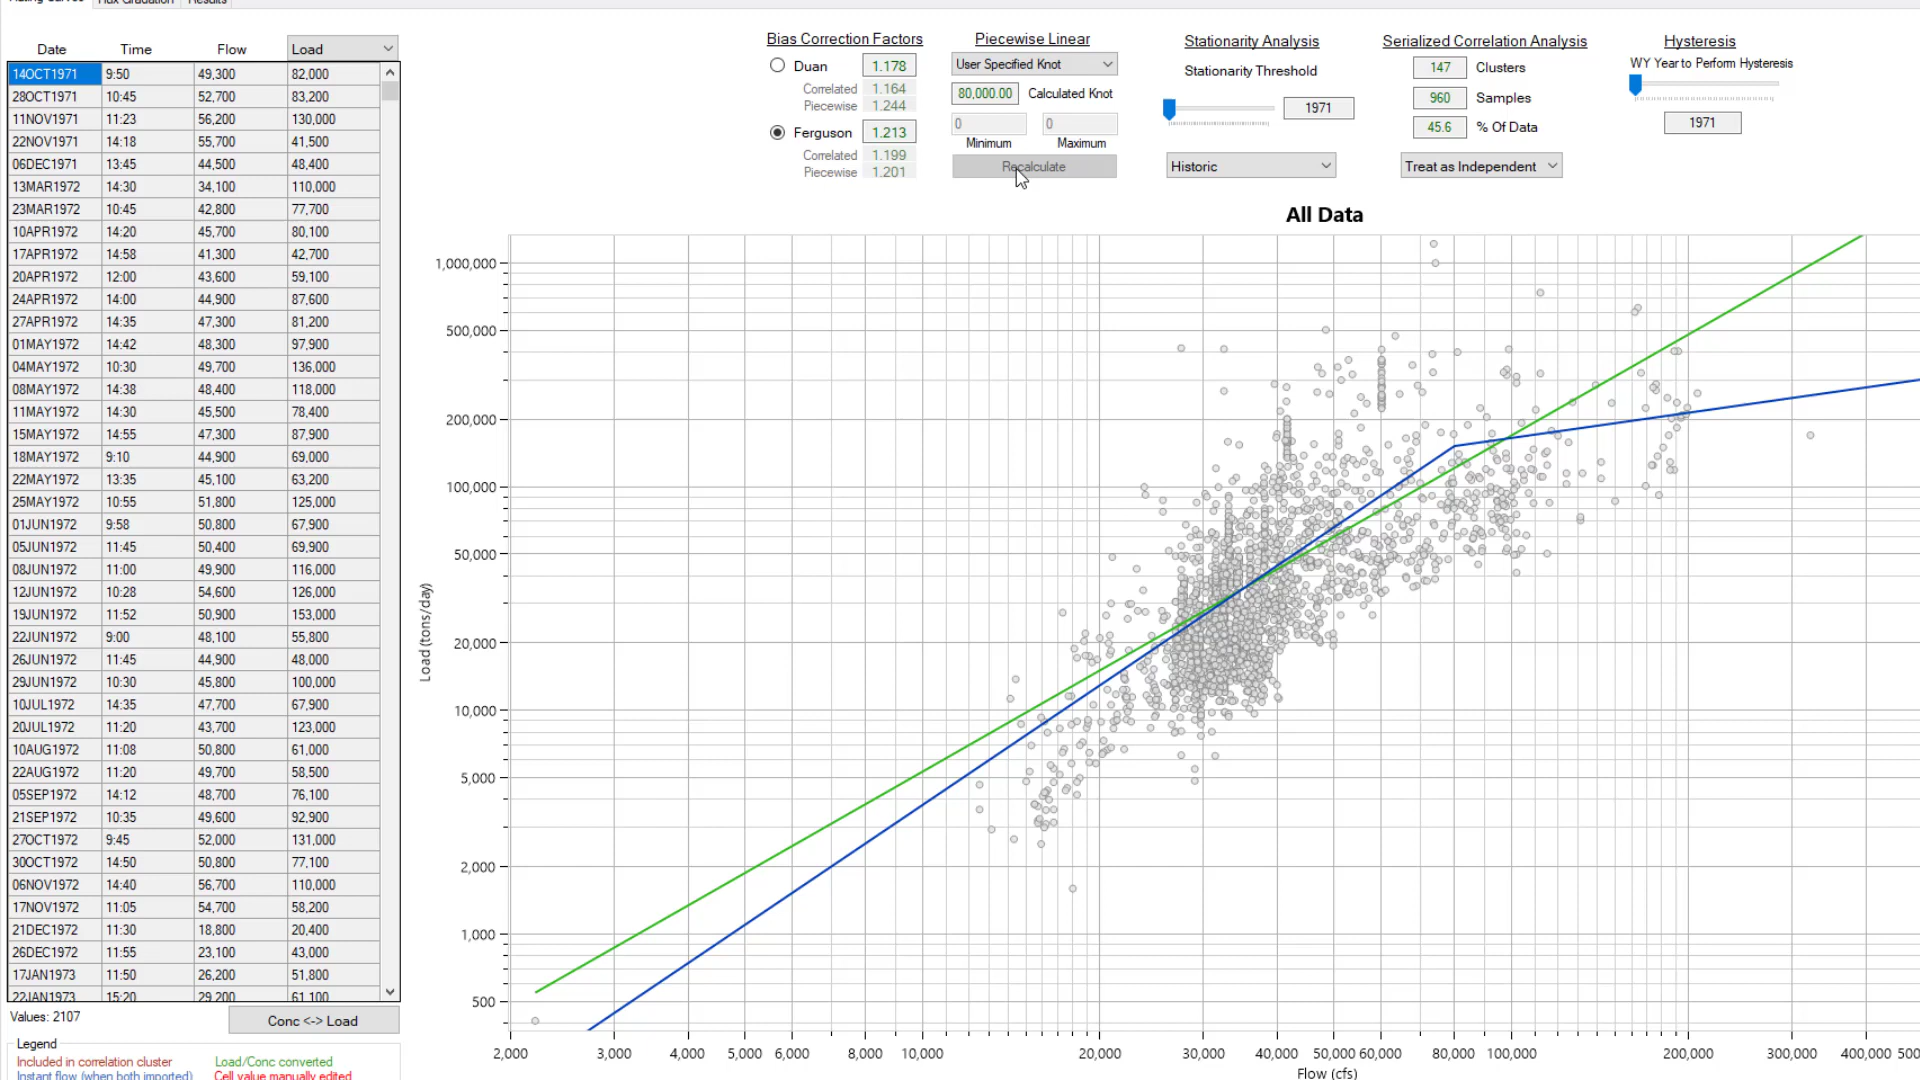 Rating Curves Flux Gradation Results
Date Time Flow Load
14OCT1971 9:50 49,300 82,000
28OCT1971 10:45 52,700 83,200
11NOV1971 11:23 56,200 130,000
22NOV1971 14:18 55,700 41,500
06DEC1971 13:45 44,500 48,400
13MAR1972 14:30 34,100 110,000
23MAR1972 10:45 42,800 77,700
10APR1972 14:20 45,700 80,100
17APR1972 14:58 41,300 42,700
20APR1972 12:00 43,600 59,100
24APR1972 14:00 44,900 87,600
27APR1972 14:35 47,300 81,200
01MAY1972 14:42 48,300 97,900
04MAY1972 10:30 49,700 136,000
08MAY1972 14:38 48,400 118,000
11MAY1972 14:30 45,500 78,400
15MAY1972 14:55 47,300 87,900
18MAY1972 9:10 44,900 69,000
22MAY1972 13:35 45,100 63,200
25MAY1972 10:55 51,800 125,000
01JUN1972 9:58 50,800 67,900
05JUN1972 11:45 50,400 69,900
08JUN1972 11:00 49,900 116,000
12JUN1972 10:28 54,600 126,000
19JUN1972 11:52 50,900 153,000
22JUN1972 9:00 48,100 55,800
26JUN1972 11:45 44,900 48,000
29JUN1972 10:30 45,800 100,000
10JUL1972 14:35 47,700 67,900
20JUL1972 11:20 43,700 123,000
10AUG1972 11:08 50,800 61,000
22AUG1972 11:20 49,700 58,500
05SEP1972 14:12 48,700 76,100
21SEP1972 10:35 49,600 92,900
27OCT1972 9:45 52,000 131,000
30OCT1972 14:50 50,800 77,100
06NOV1972 14:40 56,700 110,000
17NOV1972 11:05 54,700 58,200
21DEC1972 11:30 18,800 20,400
26DEC1972 11:55 23,100 43,000
17JAN1973 11:50 26,200 51,800
22JAN1973 15:20 29,200 61,100
Values: 2107
Conc <-> Load
Legend
Included in correlation cluster Load/Conc converted
Instant flow (when both imported) Cell value manually edited
Bias Correction Factors
Duan 1.178
Correlated 1.164
Piecewise 1.244
Ferguson 1.213
Correlated 1.199
Piecewise 1.201
Piecewise Linear
User Specified Knot
80,000.00 Calculated Knot
0 0
Minimum Maximum
Recalculate
Stationarity Analysis
Stationarity Threshold
1971
Historic
Serialized Correlation Analysis
147 Clusters
960 Samples
45.6 % Of Data
Treat as Independent
Hysteresis
WY Year to Perform Hysteresis
1971
All Data
Load (tons/day)
1,000,000
500,000
200,000
100,000
50,000
20,000
10,000
5,000
2,000
1,000
500
2,000 3,000 4,000 5,000 6,000 8,000 10,000 20,000 30,000 40,000 50,000 60,000 80,000 100,000 200,000 300,000 400,000 500
Flow (cfs)